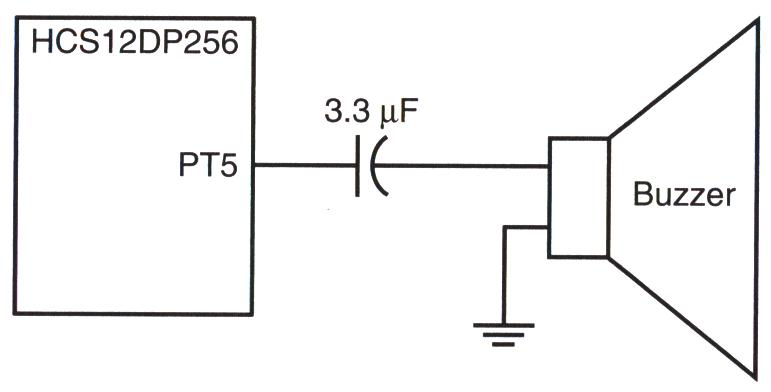 HCS12DP256
3.3 μF
PT5
Buzzer